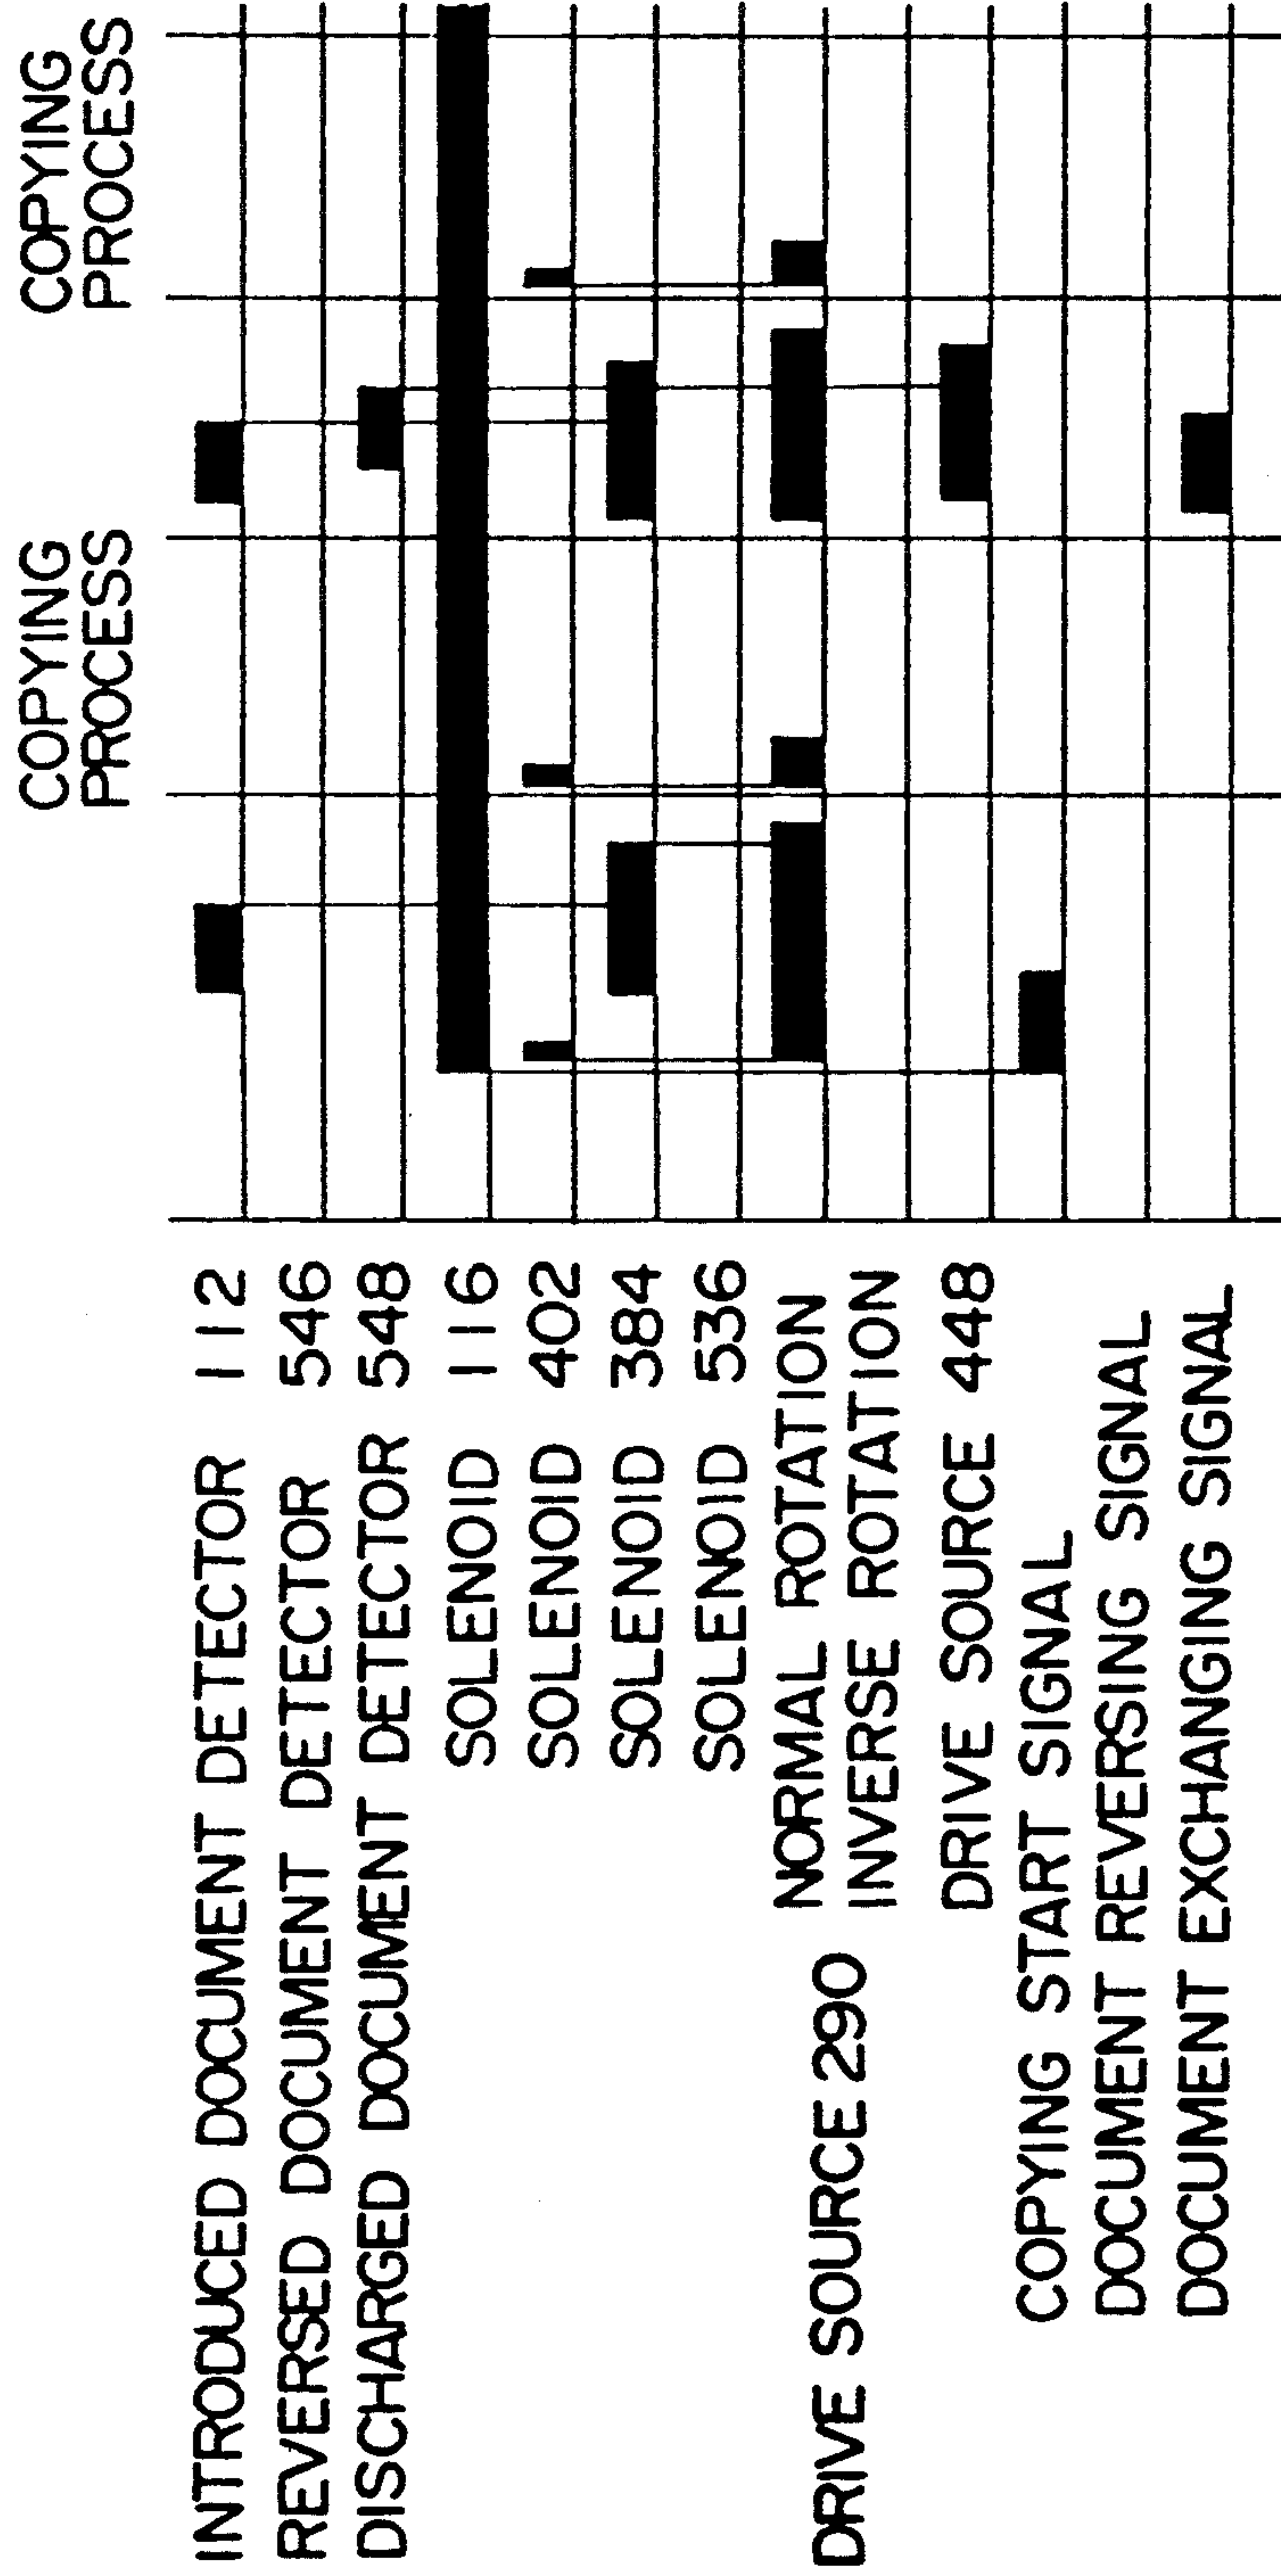 COPYING
PROCESS
COPYING
PROCESS
INTRODUCED DOCUMENT DETECTOR 112
REVERSED DOCUMENT DETECTOR 546
DISCHARGED DOCUMENT DETECTOR 548
SOLENOID 116
SOLENOID 402
SOLENOID 384
SOLENOID 536
DRIVE SOURCE 290
NORMAL ROTATION
INVERSE ROTATION
DRIVE SOURCE 448
COPYING START SIGNAL
DOCUMENT REVERSING SIGNAL
DOCUMENT EXCHANGING SIGNAL